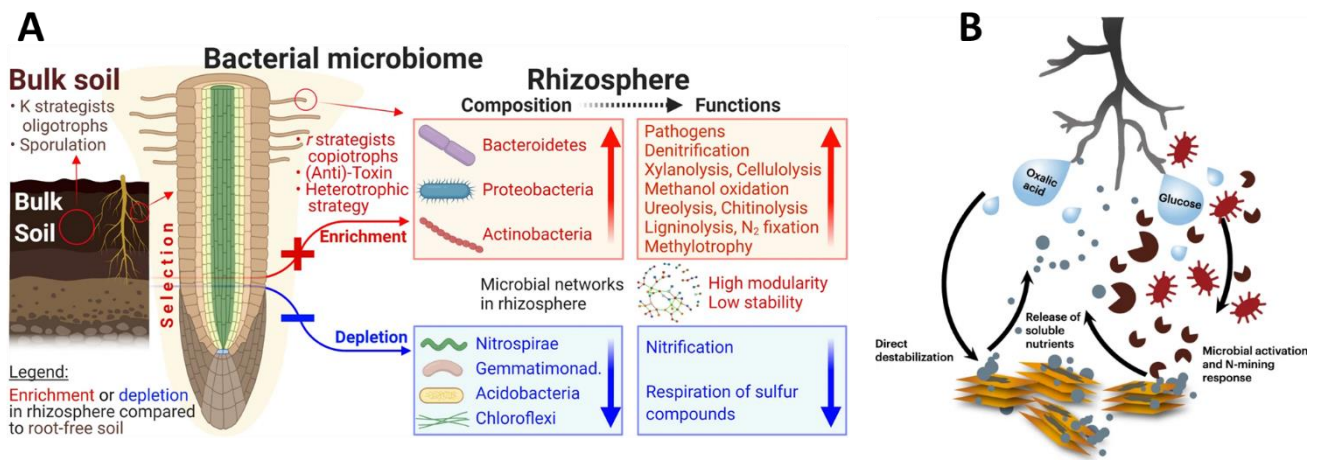 A
Bacterial microbiome
Bulk soil
• K strategists
oligotrophs
• Sporulation
Bulk
Soil
Legend:
Enrichment or depletion
in rhizosphere compared
to root-free soil
Selection
• r strategists
copiotrophs
• (Anti)-Toxin
• Heterotrophic
strategy
+
Enrichment
–
Depletion
Rhizosphere
Composition
Functions
Bacteroidetes
Proteobacteria
Actinobacteria
Pathogens
Denitrification
Xylanolysis, Cellulolysis
Methanol oxidation
Ureolysis, Chitinolysis
Ligninolysis, N₂ fixation
Methylotrophy
Microbial networks
in rhizosphere
High modularity
Low stability
Nitrospirae
Gemmatimonad.
Acidobacteria
Chloroflexi
Nitrification
Respiration of sulfur
compounds
B
Oxalic
acid
Glucose
Direct
destabilization
Release of
soluble
nutrients
Microbial activation
and N-mining
response